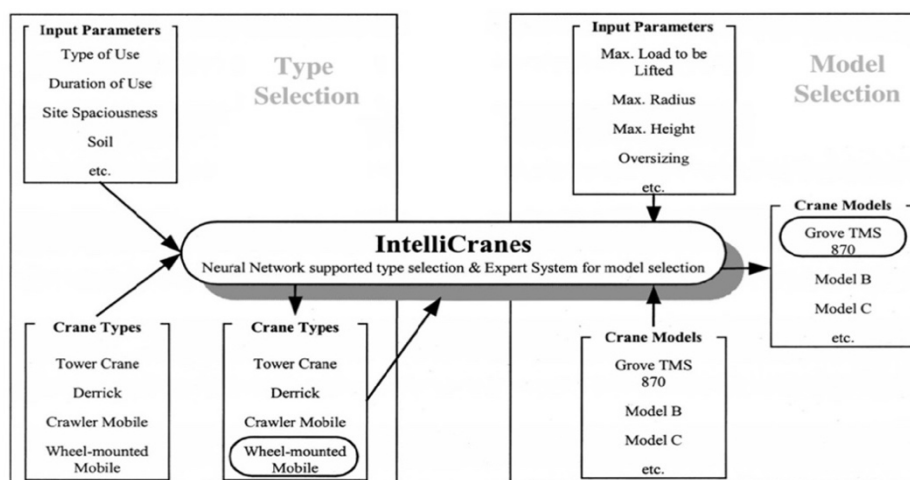 Input Parameters
Type of Use
Duration of Use
Site Spaciousness
Soil
etc.
Type
Selection
Input Parameters
Max. Load to be
Lifted
Max. Radius
Max. Height
Oversizing
etc.
Model
Selection
IntelliCranes
Neural Network supported type selection & Expert System for model selection
Crane Models
Grove TMS
870
Model B
Model C
etc.
Crane Types
Tower Crane
Derrick
Crawler Mobile
Wheel-mounted
Mobile
Crane Types
Tower Crane
Derrick
Crawler Mobile
Wheel-mounted
Mobile
Crane Models
Grove TMS
870
Model B
Model C
etc.